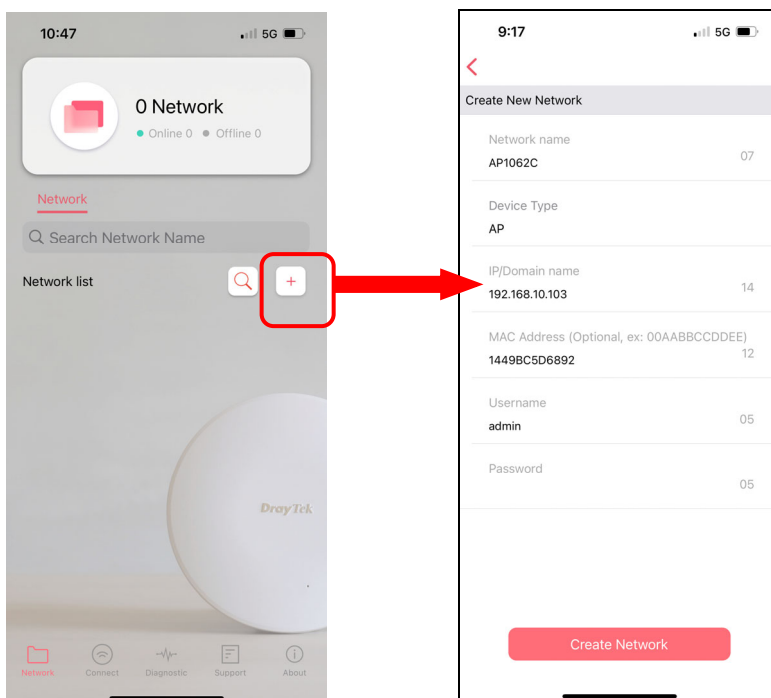 10:47
5G
0 Network
Online 0 Offline 0
Network
Search Network Name
Network list
+
DrayTek
Network Connect Diagnostic Support About
9:17
5G
Create New Network
Network name
AP1062C
07
Device Type
AP
IP/Domain name
192.168.10.103
14
MAC Address (Optional, ex: 00AABBCCDDEE)
1449BC5D6892
12
Username
admin
05
Password
05
Create Network